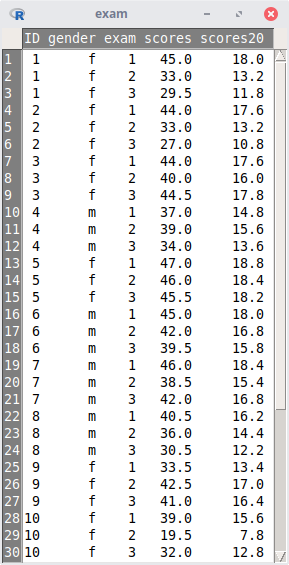 R exam
ID gender exam scores scores20
1 1 f 1 45.0 18.0
2 1 f 2 33.0 13.2
3 1 f 3 29.5 11.8
4 2 f 1 44.0 17.6
5 2 f 2 33.0 13.2
6 2 f 3 27.0 10.8
7 3 f 1 44.0 17.6
8 3 f 2 40.0 16.0
9 3 f 3 44.5 17.8
10 4 m 1 37.0 14.8
11 4 m 2 39.0 15.6
12 4 m 3 34.0 13.6
13 5 f 1 47.0 18.8
14 5 f 2 46.0 18.4
15 5 f 3 45.5 18.2
16 6 m 1 45.0 18.0
17 6 m 2 42.0 16.8
18 6 m 3 39.5 15.8
19 7 m 1 46.0 18.4
20 7 m 2 38.5 15.4
21 7 m 3 42.0 16.8
22 8 m 1 40.5 16.2
23 8 m 2 36.0 14.4
24 8 m 3 30.5 12.2
25 9 f 1 33.5 13.4
26 9 f 2 42.5 17.0
27 9 f 3 41.0 16.4
28 10 f 1 39.0 15.6
29 10 f 2 19.5 7.8
30 10 f 3 32.0 12.8